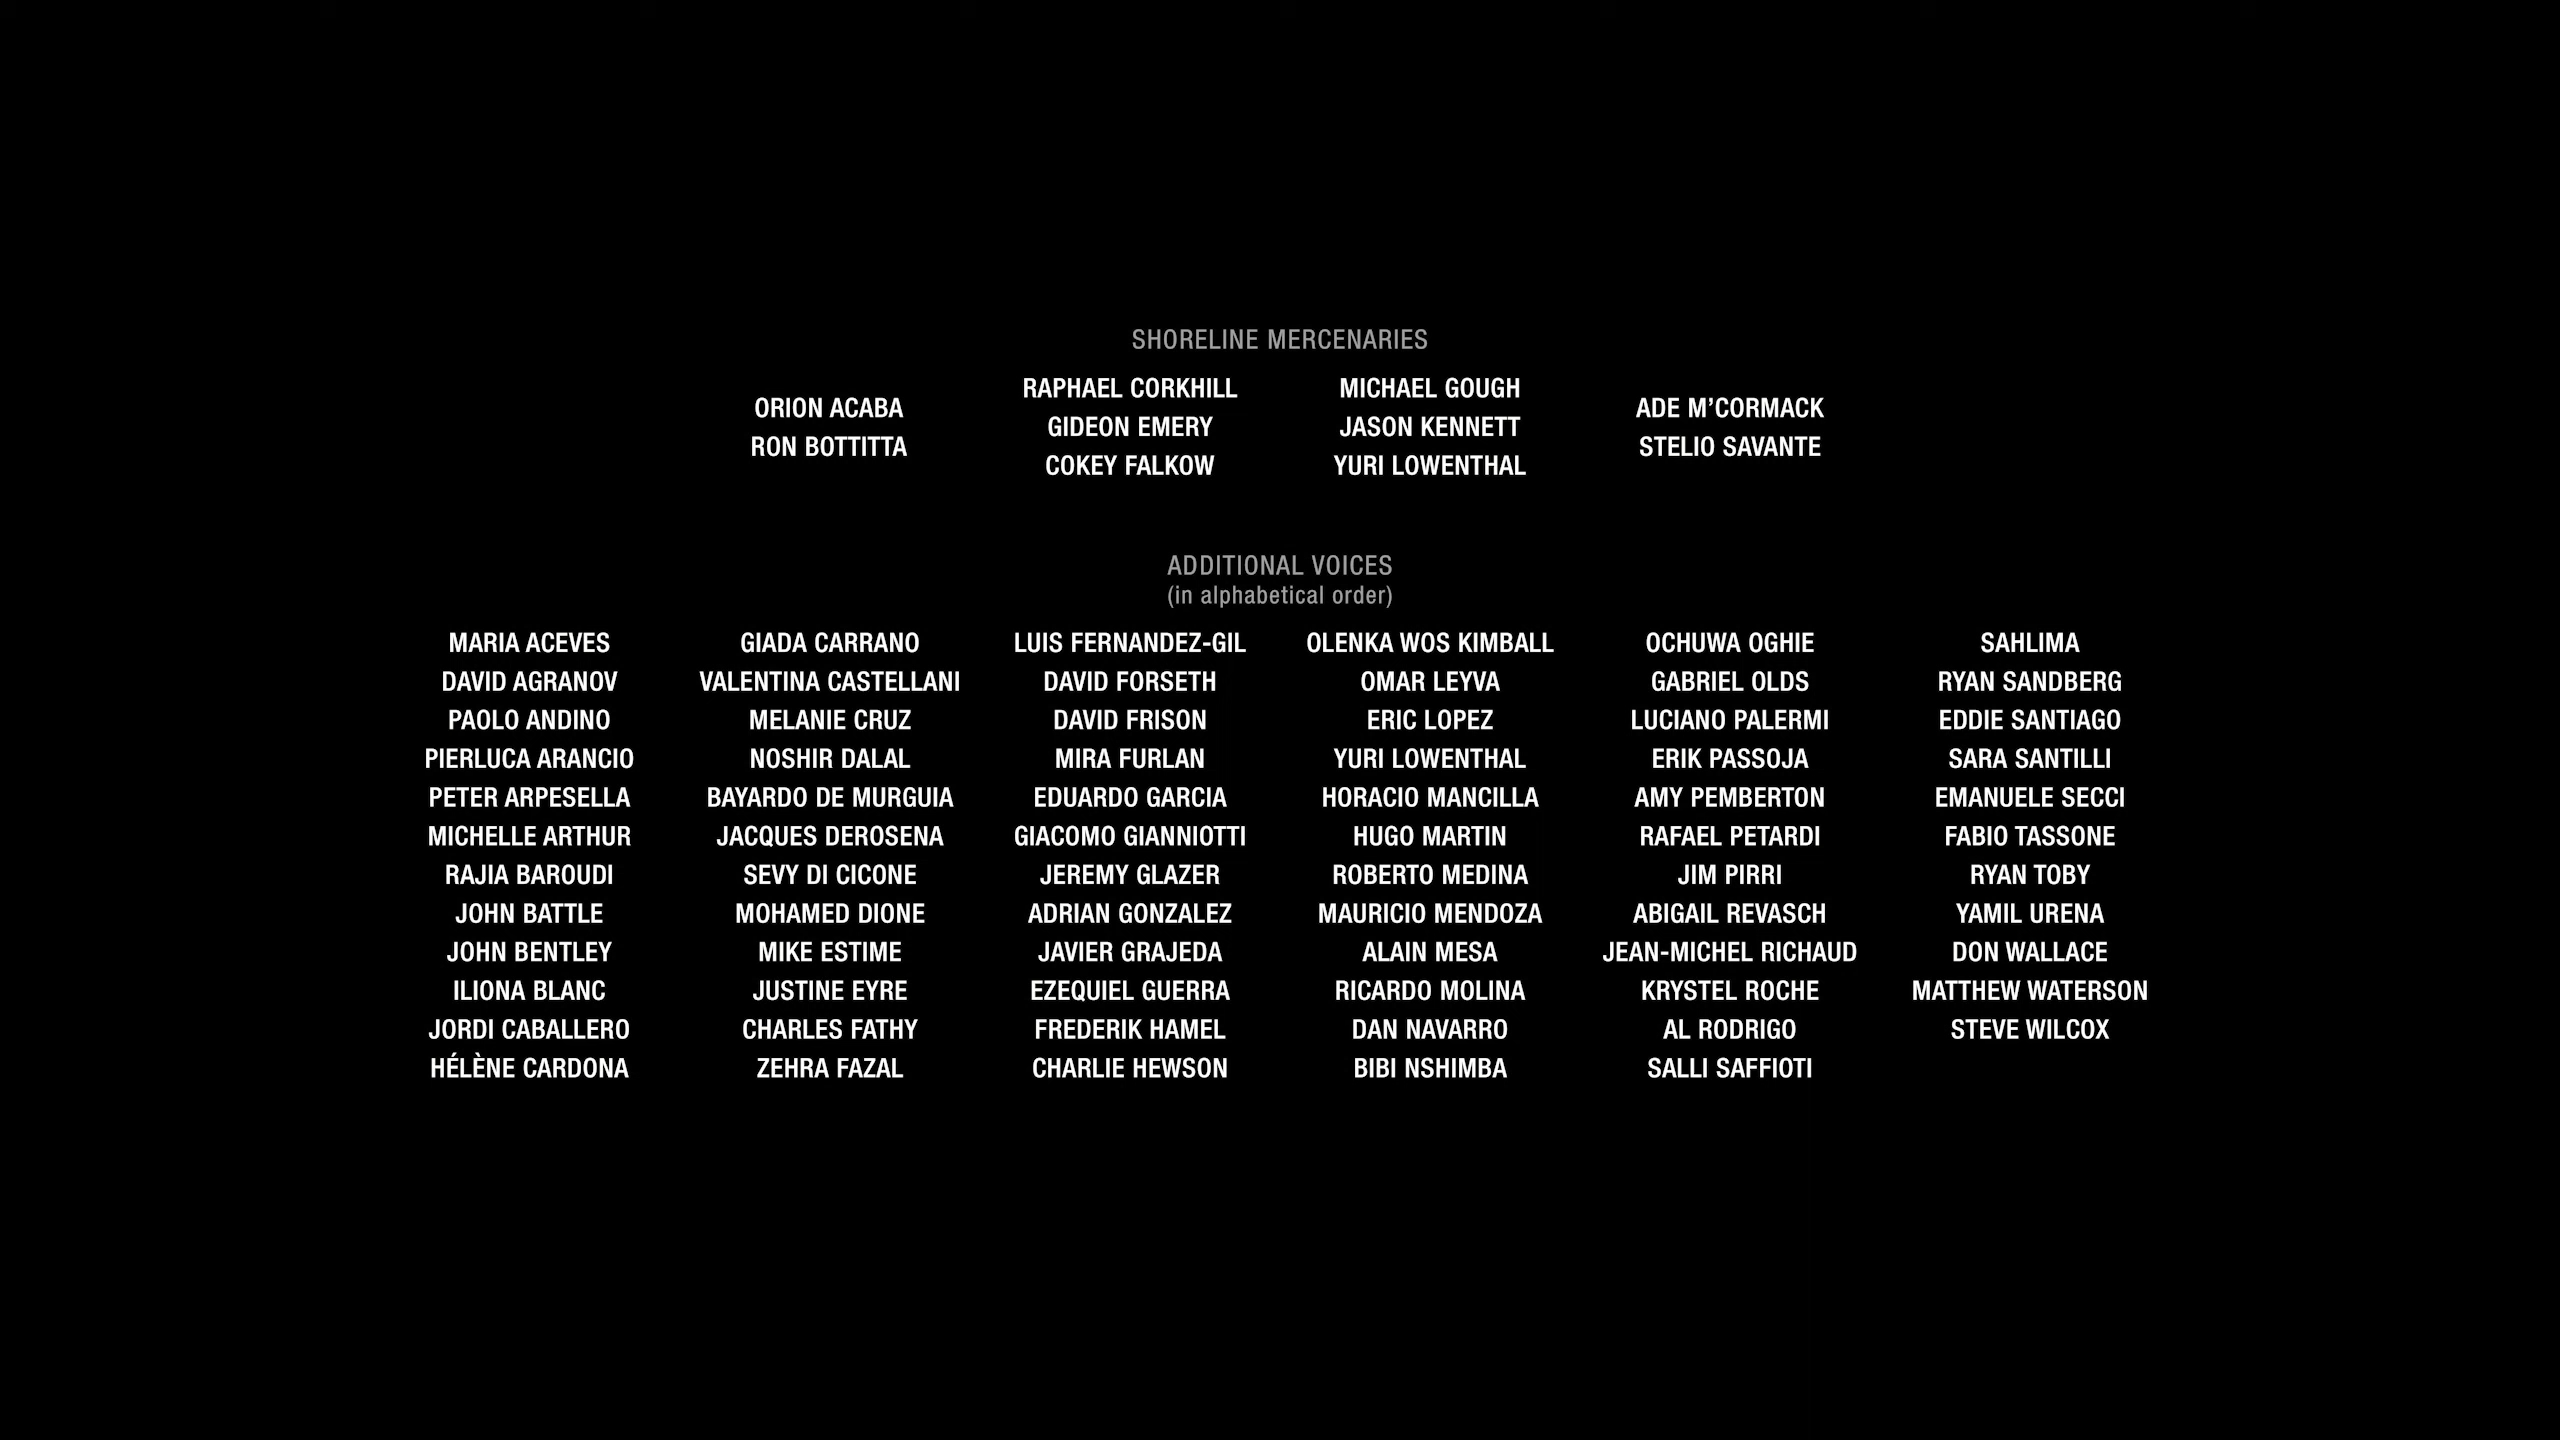 SHORELINE MERCENARIES
ORION ACABA
RON BOTTITTA
RAPHAEL CORKHILL
GIDEON EMERY
COKEY FALKOW
MICHAEL GOUGH
JASON KENNETT
YURI LOWENTHAL
ADE M’CORMACK
STELIO SAVANTE
ADDITIONAL VOICES
(in alphabetical order)
MARIA ACEVES
DAVID AGRANOV
PAOLO ANDINO
PIERLUCA ARANCIO
PETER ARPESELLA
MICHELLE ARTHUR
RAJIA BAROUDI
JOHN BATTLE
JOHN BENTLEY
ILIONA BLANC
JORDI CABALLERO
HÉLÈNE CARDONA
GIADA CARRANO
VALENTINA CASTELLANI
MELANIE CRUZ
NOSHIR DALAL
BAYARDO DE MURGUIA
JACQUES DEROSENA
SEVY DI CICONE
MOHAMED DIONE
MIKE ESTIME
JUSTINE EYRE
CHARLES FATHY
ZEHRA FAZAL
LUIS FERNANDEZ-GIL
DAVID FORSETH
DAVID FRISON
MIRA FURLAN
EDUARDO GARCIA
GIACOMO GIANNIOTTI
JEREMY GLAZER
ADRIAN GONZALEZ
JAVIER GRAJEDA
EZEQUIEL GUERRA
FREDERIK HAMEL
CHARLIE HEWSON
OLENKA WOS KIMBALL
OMAR LEYVA
ERIC LOPEZ
YURI LOWENTHAL
HORACIO MANCILLA
HUGO MARTIN
ROBERTO MEDINA
MAURICIO MENDOZA
ALAIN MESA
RICARDO MOLINA
DAN NAVARRO
BIBI NSHIMBA
OCHUWA OGHIE
GABRIEL OLDS
LUCIANO PALERMI
ERIK PASSOJA
AMY PEMBERTON
RAFAEL PETARDI
JIM PIRRI
ABIGAIL REVASCH
JEAN-MICHEL RICHAUD
KRYSTEL ROCHE
AL RODRIGO
SALLI SAFFIOTI
SAHLIMA
RYAN SANDBERG
EDDIE SANTIAGO
SARA SANTILLI
EMANUELE SECCI
FABIO TASSONE
RYAN TOBY
YAMIL URENA
DON WALLACE
MATTHEW WATERSON
STEVE WILCOX